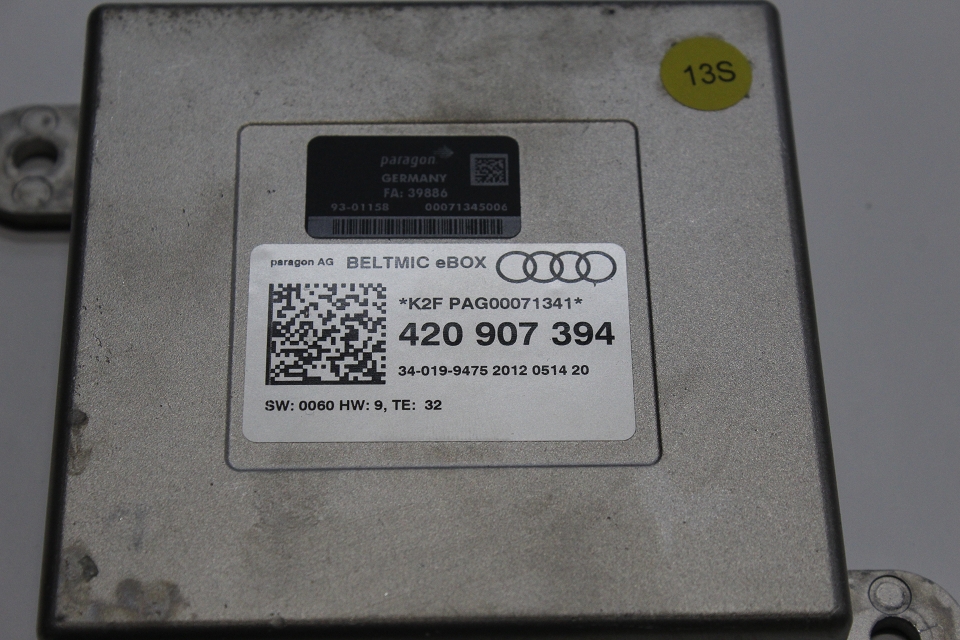 13S
paragon
GERMANY
FA: 39886
93-01158 00071345006
paragon AG BELTMIC eBOX
*K2F PAG00071341*
420 907 394
34-019-9475 2012 0514 20
SW: 0060 HW: 9, TE: 32